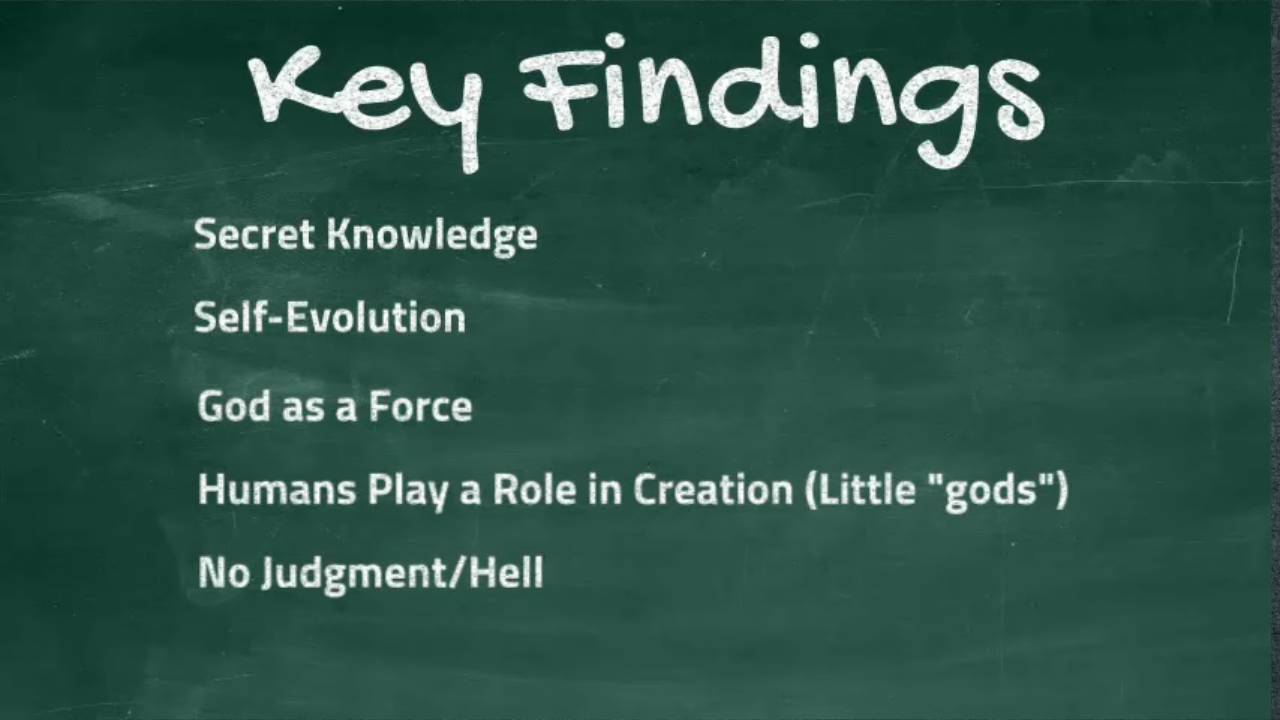 Key Findings
Secret Knowledge
Self-Evolution
God as a Force
Humans Play a Role in Creation (Little "gods")
No Judgment/Hell